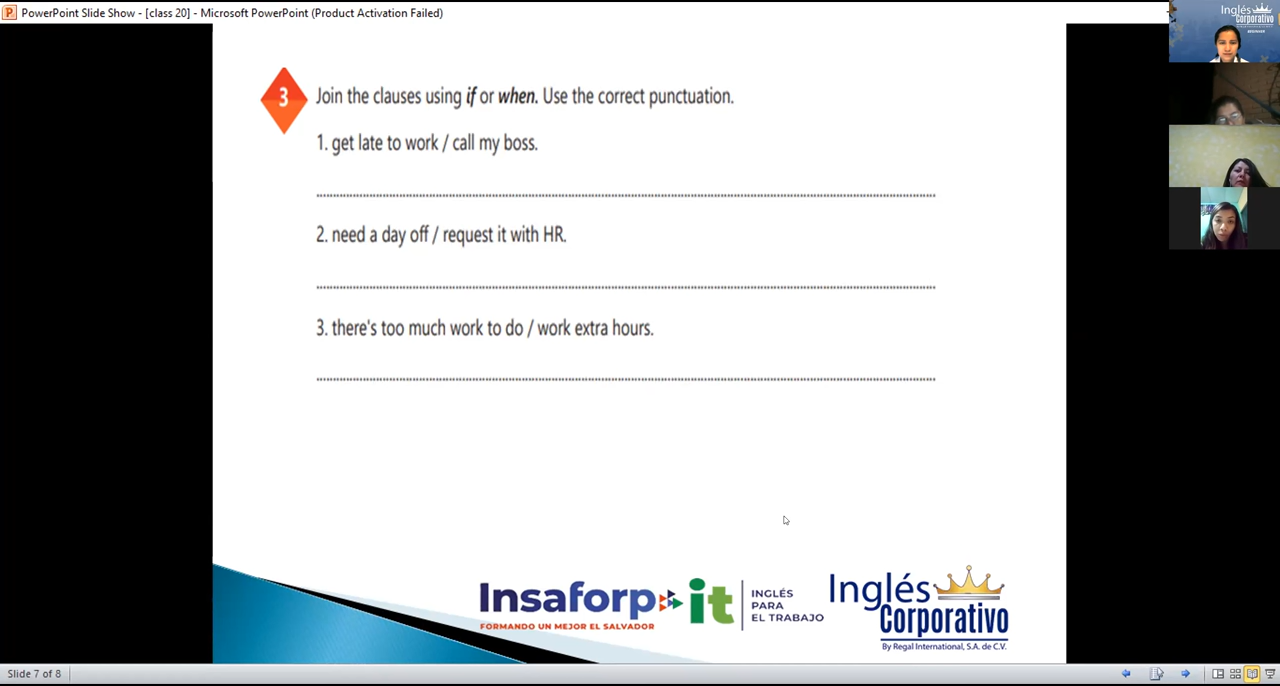 PowerPoint Slide Show - [class 20] - Microsoft PowerPoint (Product Activation Failed)
Inglés
Corporativo
3
Join the clauses using if or when. Use the correct punctuation.
1. get late to work / call my boss.
2. need a day off / request it with HR.
3. there's too much work to do / work extra hours.
Insaforp it
FORMANDO UN MEJOR EL SALVADOR
INGLÉS
PARA
EL TRABAJO
Inglés
Corporativo
By Regal International, S.A. de C.V.
Slide 7 of 8